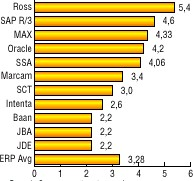 Ross 5,4
SAP R/3 4,6
MAX 4,33
Oracle 4,2
SSA 4,06
Marcam 3,4
SCT 3,0
Intenta 2,6
Baan 2,2
JBA 2,2
JDE 2,2
ERP Avg 3,28
0 1 2 3 4 5 6